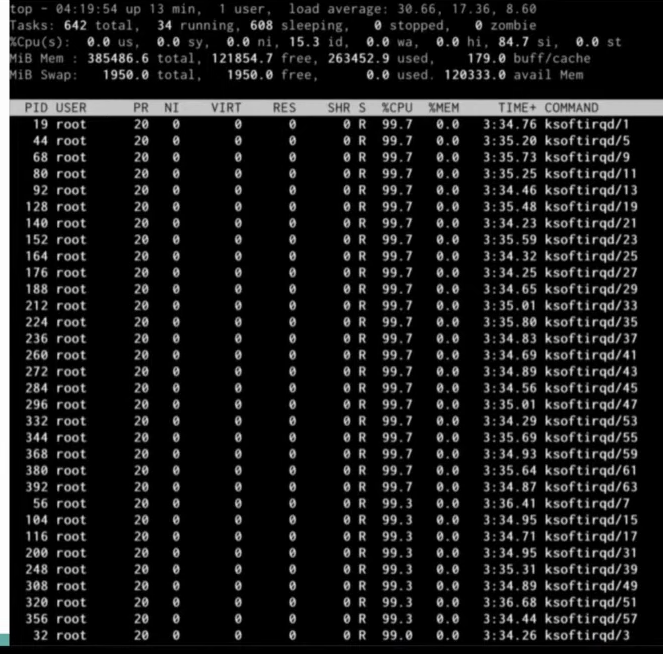 top - 04:19:54 up 13 min,  1 user,  load average: 30.66, 17.36, 8.60
Tasks: 642 total,  34 running, 608 sleeping,   0 stopped,   0 zombie
%Cpu(s):  0.0 us,  0.0 sy,  0.0 ni, 15.3 id,  0.0 wa,  0.0 hi, 84.7 si,  0.0 st
MiB Mem : 385486.6 total, 121854.7 free, 263452.9 used,    179.0 buff/cache
MiB Swap:   1950.0 total,   1950.0 free,      0.0 used. 120333.0 avail Mem
PID USER PR NI VIRT RES SHR S %CPU %MEM TIME+ COMMAND
19 root 20 0 0 0 0 R 99.7 0.0 3:34.76 ksoftirqd/1
44 root 20 0 0 0 0 R 99.7 0.0 3:35.20 ksoftirqd/5
68 root 20 0 0 0 0 R 99.7 0.0 3:35.73 ksoftirqd/9
80 root 20 0 0 0 0 R 99.7 0.0 3:35.25 ksoftirqd/11
92 root 20 0 0 0 0 R 99.7 0.0 3:34.46 ksoftirqd/13
128 root 20 0 0 0 0 R 99.7 0.0 3:35.48 ksoftirqd/19
140 root 20 0 0 0 0 R 99.7 0.0 3:34.23 ksoftirqd/21
152 root 20 0 0 0 0 R 99.7 0.0 3:35.59 ksoftirqd/23
164 root 20 0 0 0 0 R 99.7 0.0 3:34.32 ksoftirqd/25
176 root 20 0 0 0 0 R 99.7 0.0 3:34.25 ksoftirqd/27
188 root 20 0 0 0 0 R 99.7 0.0 3:34.65 ksoftirqd/29
212 root 20 0 0 0 0 R 99.7 0.0 3:35.01 ksoftirqd/33
224 root 20 0 0 0 0 R 99.7 0.0 3:35.80 ksoftirqd/35
236 root 20 0 0 0 0 R 99.7 0.0 3:34.83 ksoftirqd/37
260 root 20 0 0 0 0 R 99.7 0.0 3:34.69 ksoftirqd/41
272 root 20 0 0 0 0 R 99.7 0.0 3:34.89 ksoftirqd/43
284 root 20 0 0 0 0 R 99.7 0.0 3:34.56 ksoftirqd/45
296 root 20 0 0 0 0 R 99.7 0.0 3:35.01 ksoftirqd/47
332 root 20 0 0 0 0 R 99.7 0.0 3:34.29 ksoftirqd/53
344 root 20 0 0 0 0 R 99.7 0.0 3:35.69 ksoftirqd/55
368 root 20 0 0 0 0 R 99.7 0.0 3:34.93 ksoftirqd/59
380 root 20 0 0 0 0 R 99.7 0.0 3:35.64 ksoftirqd/61
392 root 20 0 0 0 0 R 99.7 0.0 3:34.87 ksoftirqd/63
56 root 20 0 0 0 0 R 99.3 0.0 3:36.41 ksoftirqd/7
104 root 20 0 0 0 0 R 99.3 0.0 3:34.95 ksoftirqd/15
116 root 20 0 0 0 0 R 99.3 0.0 3:34.71 ksoftirqd/17
200 root 20 0 0 0 0 R 99.3 0.0 3:34.95 ksoftirqd/31
248 root 20 0 0 0 0 R 99.3 0.0 3:35.31 ksoftirqd/39
308 root 20 0 0 0 0 R 99.3 0.0 3:34.89 ksoftirqd/49
320 root 20 0 0 0 0 R 99.3 0.0 3:36.68 ksoftirqd/51
356 root 20 0 0 0 0 R 99.3 0.0 3:34.44 ksoftirqd/57
32 root 20 0 0 0 0 R 99.0 0.0 3:34.26 ksoftirqd/3